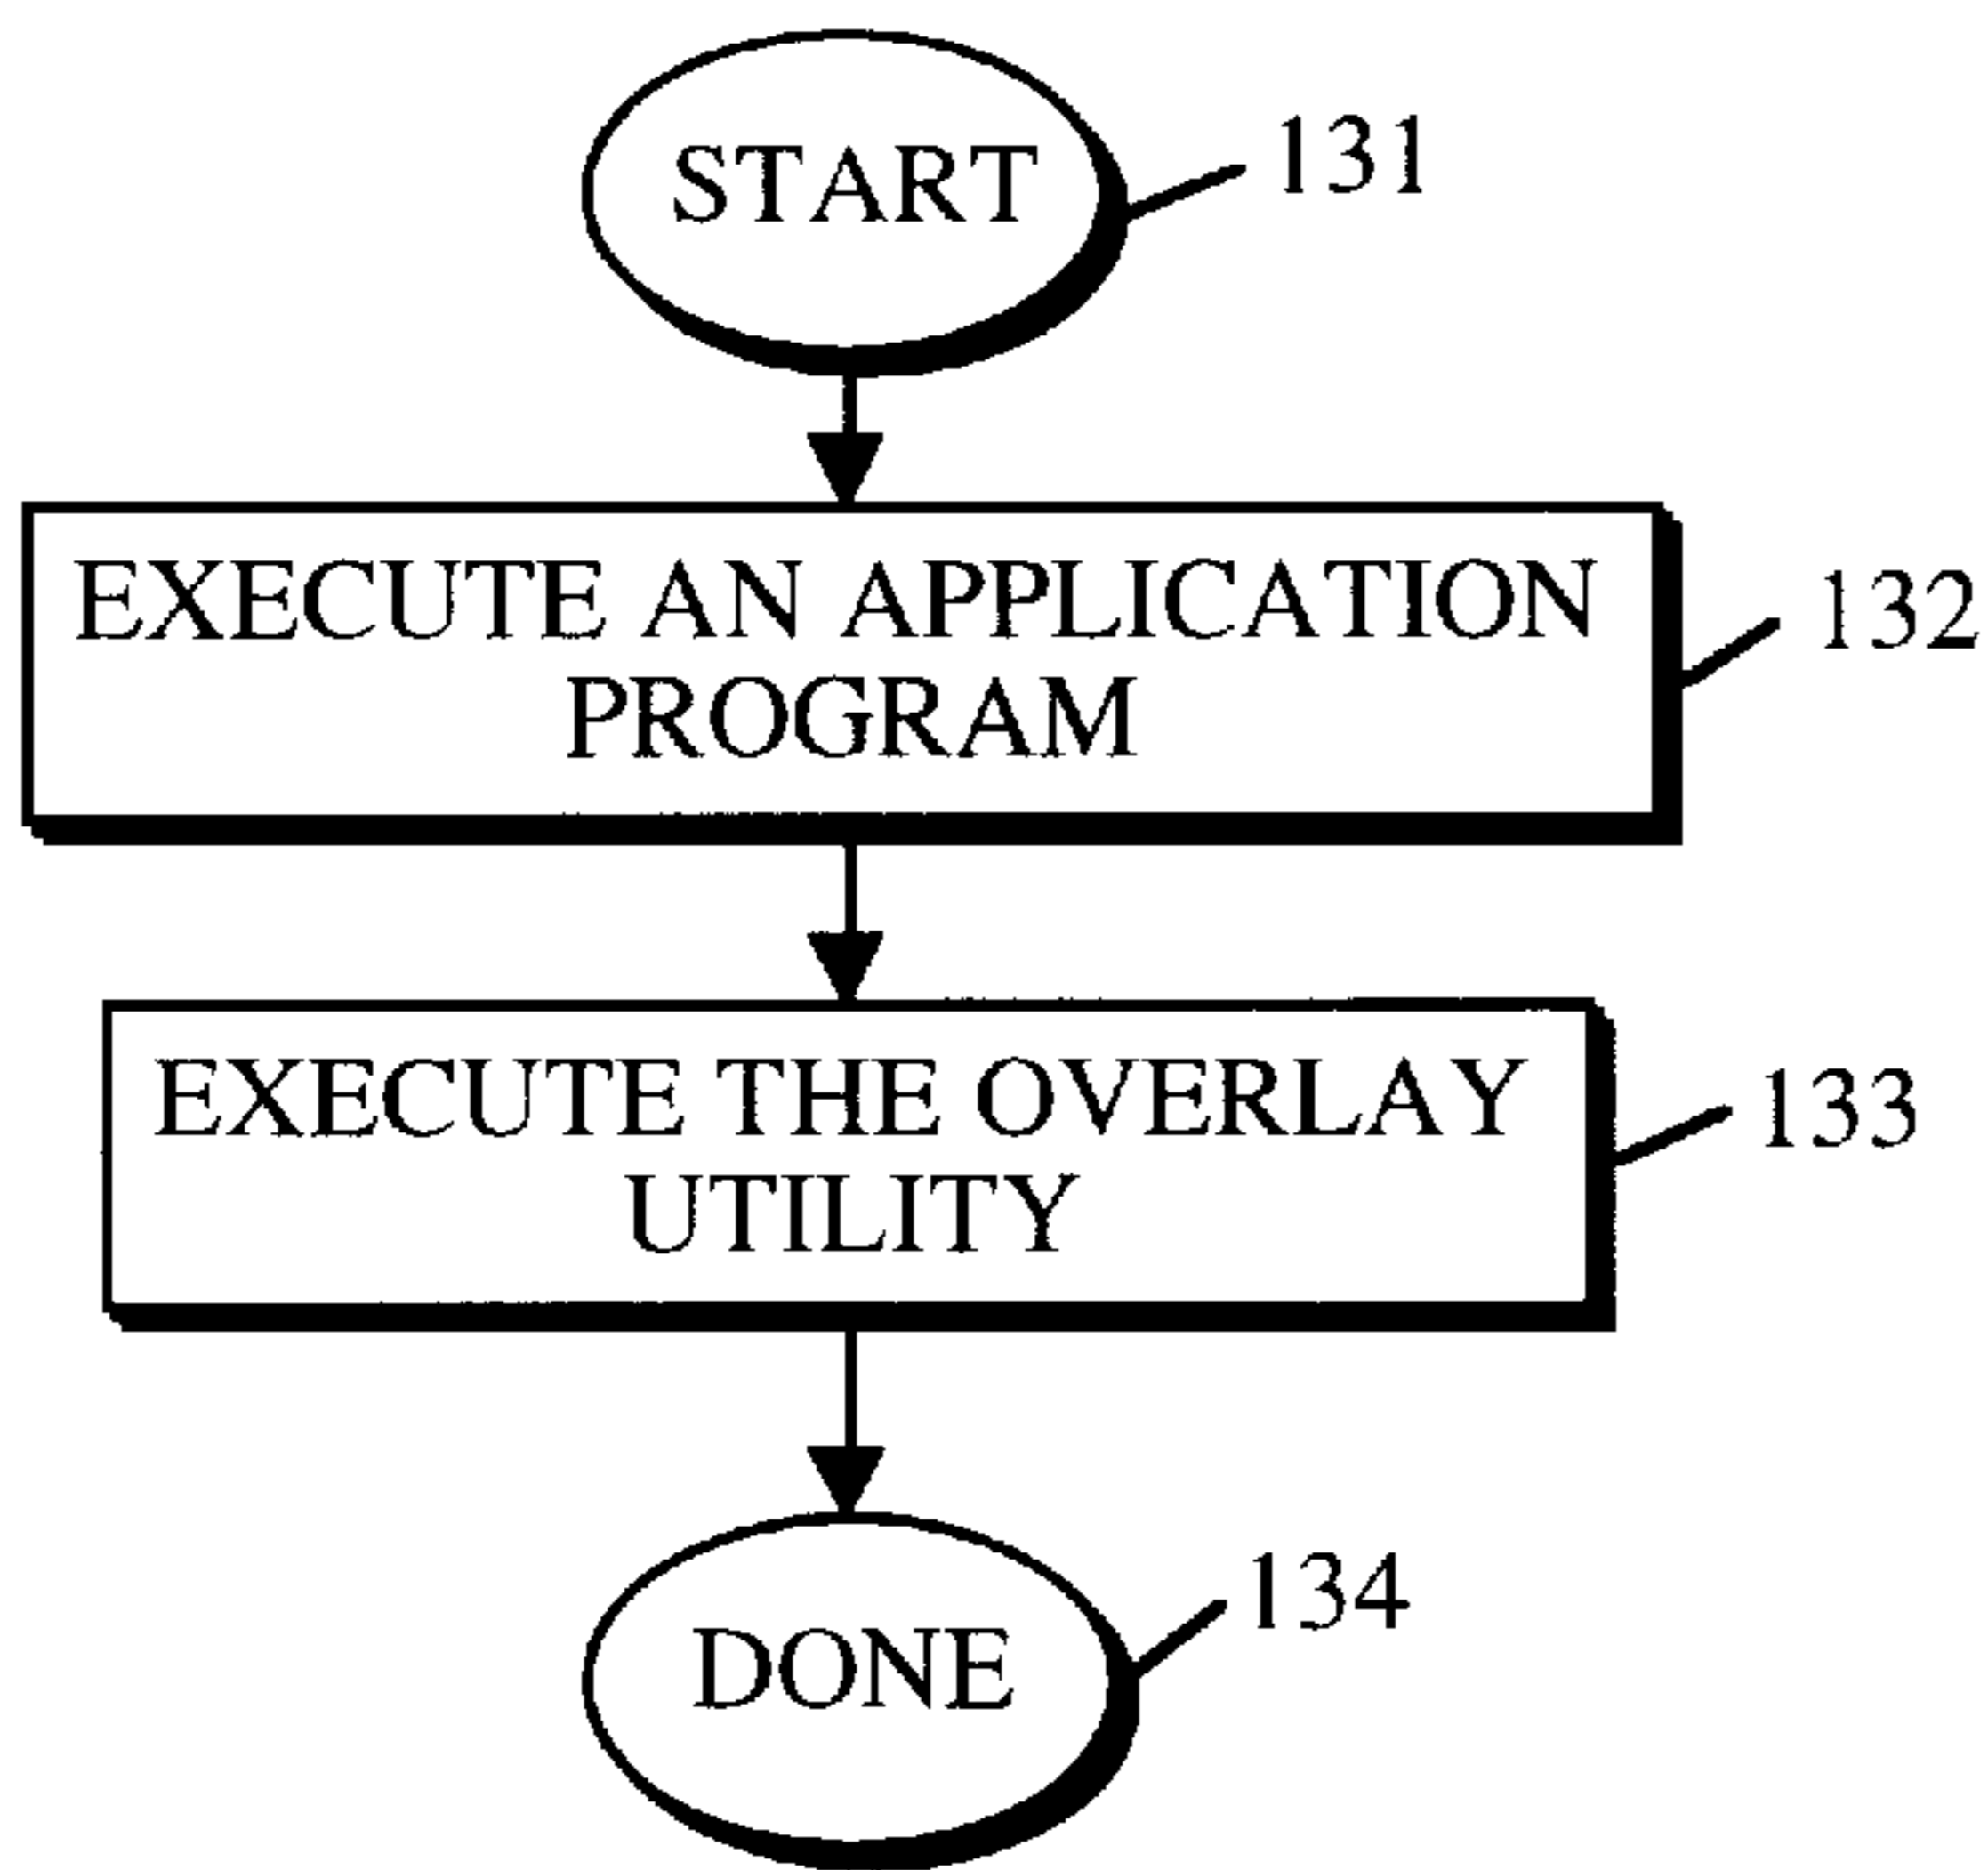 START
131
EXECUTE AN APPLICATION
PROGRAM
132
EXECUTE THE OVERLAY
UTILITY
133
DONE
134